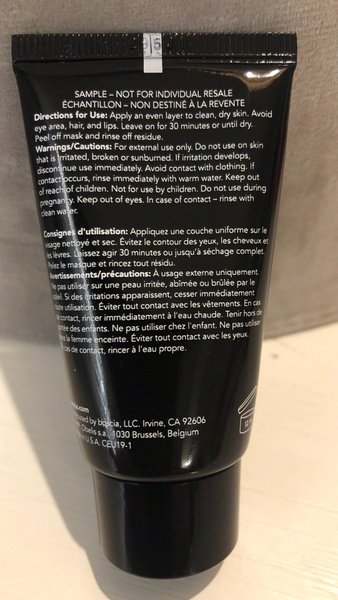 SAMPLE – NOT FOR INDIVIDUAL RESALE
ÉCHANTILLON – NON DESTINÉ À LA REVENTE
Directions for Use: Apply an even layer to clean, dry skin. Avoid
eye area, hair, and lips. Leave on for 30 minutes or until dry.
Peel off mask and rinse off residue.
Warnings/Cautions: For external use only. Do not use on skin
that is irritated, broken or sunburned. If irritation develops,
discontinue use immediately. Avoid contact with clothing. If
contact occurs, rinse immediately with warm water. Keep out
of reach of children. Not for use by children. Do not use during
pregnancy. Keep out of eyes. In case of contact – rinse with
clean water.
Consignes d'utilisation: Appliquez une couche uniforme sur le
visage nettoyé et sec. Évitez le contour des yeux, les cheveux et
les lèvres. Laissez agir 30 minutes ou jusqu'à séchage complet.
Pelez le masque et rincez tout résidu.
Avertissements/précautions: À usage externe uniquement.
Ne pas utiliser sur une peau irritée, abîmée ou brûlée par le
soleil. Si des irritations apparaissent, cesser immédiatement
toute utilisation. Éviter tout contact avec les vêtements. En cas
de contact, rincer immédiatement à l'eau chaude. Tenir hors de
portée des enfants. Ne pas utiliser chez l'enfant. Ne pas utiliser
chez la femme enceinte. Éviter tout contact avec les yeux.
En cas de contact, rincer à l'eau propre.
.com
boscia, LLC. Irvine, CA 92606
Obelis s.a., 1030 Brussels, Belgium
in U.S.A. CEU19-1